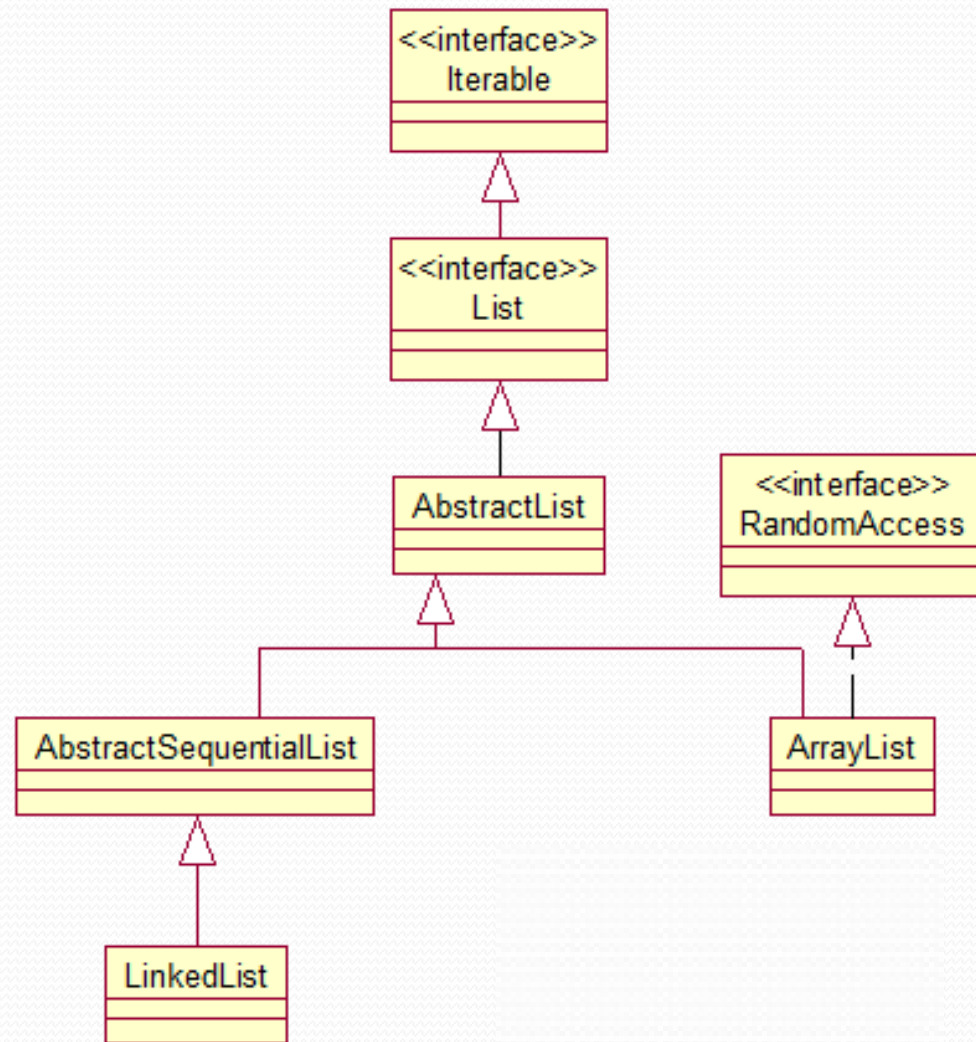 <<interface>>
Iterable
<<interface>>
List
AbstractList
<<interface>>
RandomAccess
AbstractSequentialList
ArrayList
LinkedList